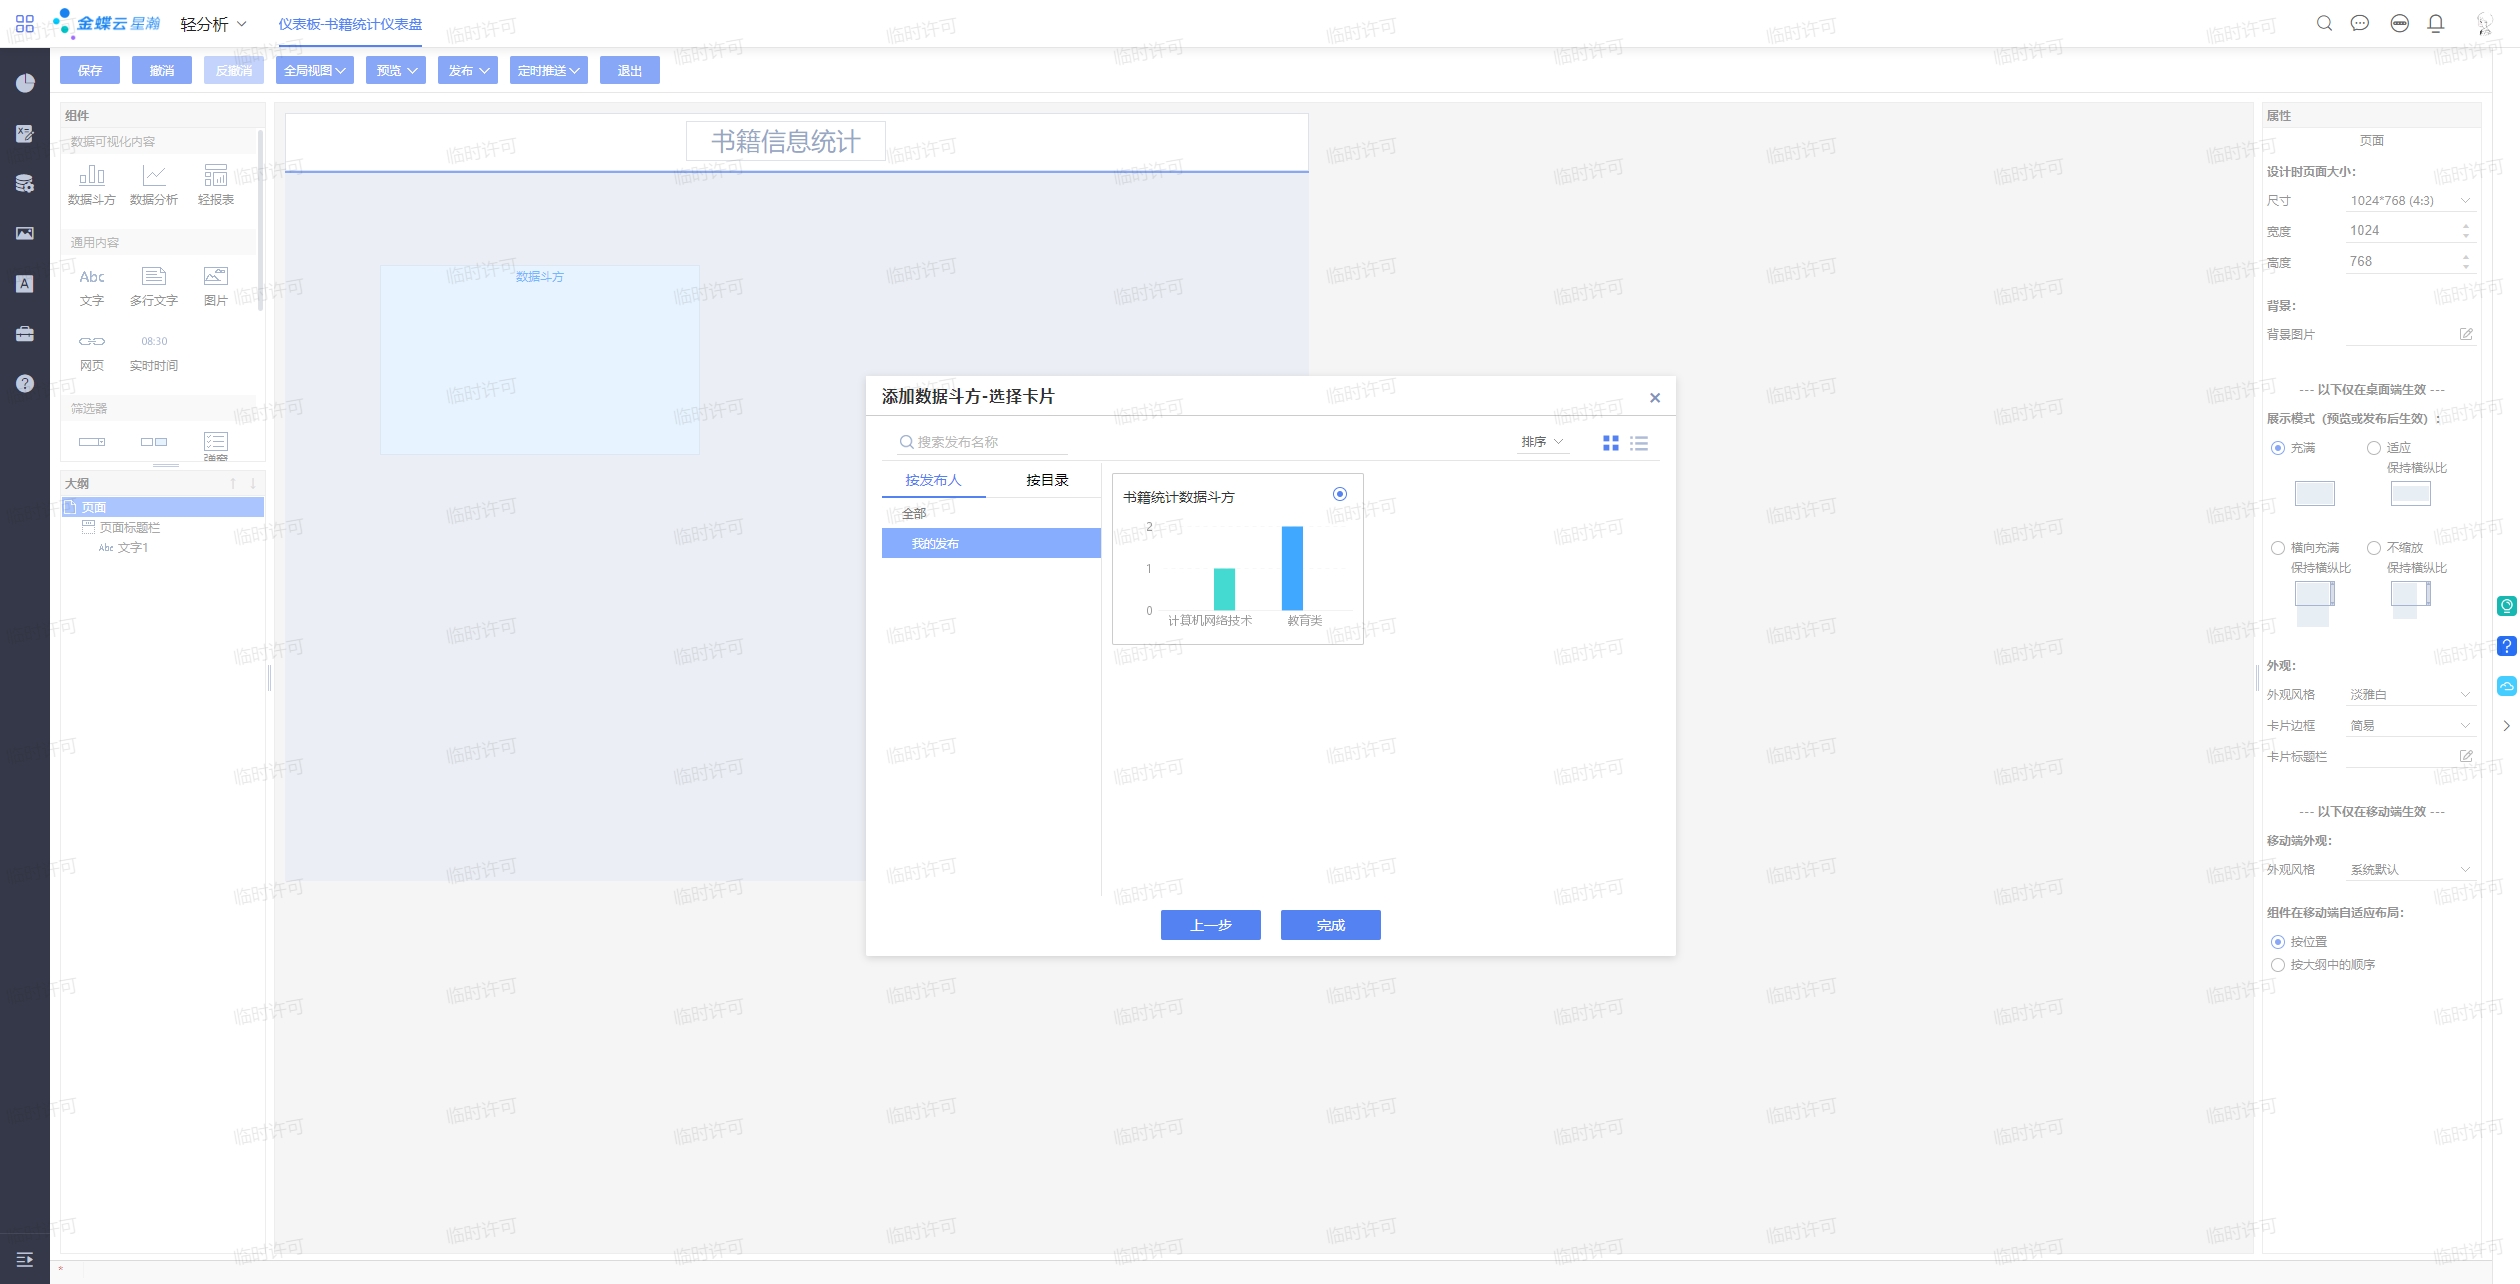 金蝶云 星瀚 轻分析 仪表板-书籍统计仪表盘
保存 撤消 反撤消 全局视图 预览 发布 定时推送 退出
组件
数据可视化内容
数据斗方 数据分析 轻报表
通用内容
Abc
文字 多行文字 图片
08:30
网页 实时时间
筛选器
大纲
页面
页面标题栏
Abc 文字1
书籍信息统计
数据斗方
添加数据斗方-选择卡片
搜索发布名称 排序
按发布人 按目录
全部
我的发布
书籍统计数据斗方
2
1
0
计算机网络技术 教育类
上一步 完成
属性
页面
设计时页面大小:
尺寸 1024*768 (4:3)
宽度 1024
高度 768
背景:
背景图片
--- 以下仅在桌面端生效 ---
展示模式（预览或发布后生效）:
充满 适应
保持横纵比
横向充满 不缩放
保持横纵比 保持横纵比
外观:
外观风格 淡雅白
卡片边框 简易
卡片标题栏
--- 以下仅在移动端生效 ---
移动端外观:
外观风格 系统默认
组件在移动端自适应布局:
按位置
按大纲中的顺序
临时许可